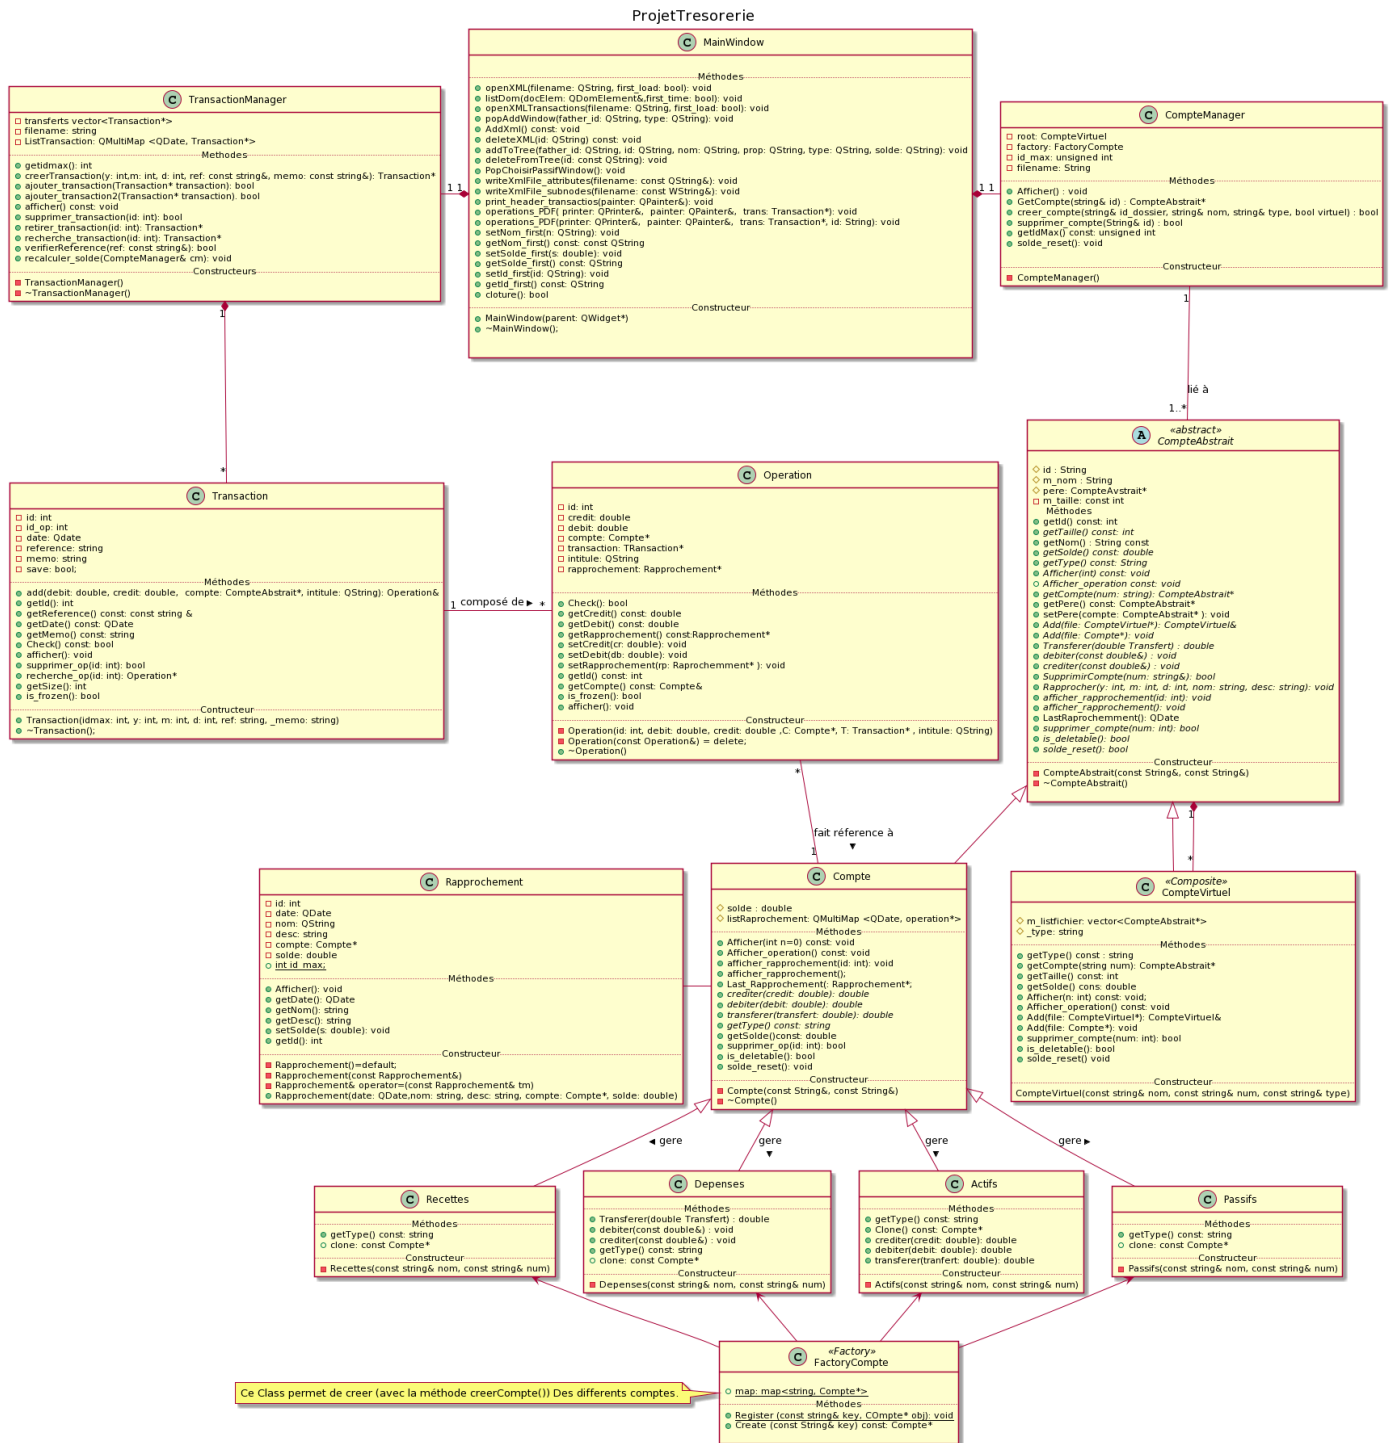 ProjetTresorerie
C MainWindow
Méthodes
openXML(filename: QString, first_load: bool): void
listDom(docElem: QDomElement&,first_time: bool): void
openXMLTransactions(filename: QString, first_load: bool): void
popAddWindow(father_id: QString, type: QString): void
AddXml() const: void
deleteXML(id: QString) const: void
addToTree(father_id: QString, id: QString, nom: QString, prop: QString, type: QString, solde: QString): void
deleteFromTree(id: const QString): void
PopChoisirPassifWindow(): void
writeXmlFile_attributes(filename: const QString&): void
writeXmlFile_subnodes(filename: const WString&): void
print_header_transactios(painter: QPainter&): void
operations_PDF( printer: QPrinter&,  painter: QPainter&,  trans: Transaction*): void
operations_PDF(printer: QPrinter&,  painter: QPainter&,  trans: Transaction*, id: String): void
setNom_first(n: QString): void
getNom_first() const: const QString
setSolde_first(s: double): void
getSolde_first() const: QString
setId_first(id: QString): void
getId_first() const: QString
cloture(): bool
Constructeur
MainWindow(parent: QWidget*)
~MainWindow();
C TransactionManager
transferts vector<Transaction*>
filename: string
ListTransaction: QMultiMap <QDate, Transaction*>
Methodes
getidmax(): int
creerTransaction(y: int,m: int, d: int, ref: const string&, memo: const string&): Transaction*
ajouter_transaction(Transaction* transaction): bool
ajouter_transaction2(Transaction* transaction). bool
afficher() const: void
supprimer_transaction(id: int): bool
retirer_transaction(id: int): Transaction*
recherche_transaction(id: int): Transaction*
verifierReference(ref: const string&): bool
recalculer_solde(CompteManager& cm): void
Constructeurs
TransactionManager()
~TransactionManager()
1 1
1 1
C CompteManager
root: CompteVirtuel
factory: FactoryCompte
id_max: unsigned int
filename: String
Méthodes
Afficher() : void
GetCompte(string& id) : CompteAbstrait*
creer_compte(string& id_dossier, string& nom, string& type, bool virtuel) : bool
supprimer_compte(String& id) : bool
getIdMax() const: unsigned int
solde_reset(): void
Constructeur
CompteManager()
1
*
1
lié à
1..*
A «abstract»
CompteAbstrait
id : String
m_nom : String
pere: CompteAvstrait*
m_taille: const int
Méthodes
getId() const: int
getTaille() const: int
getNom() : String const
getSolde() const: double
getType() const: String
Afficher(int) const: void
Afficher_operation const: void
getCompte(num: string): CompteAbstrait*
getPere() const: CompteAbstrait*
setPere(compte: CompteAbstrait* ): void
Add(file: CompteVirtuel*): CompteVirtuel&
Add(file: Compte*): void
Transferer(double Transfert) : double
debiter(const double&) : void
crediter(const double&) : void
SupprimirCompte(num: string&): bool
Rapprocher(y: int, m: int, d: int, nom: string, desc: string): void
afficher_rapprochement(id: int): void
afficher_rapprochement(): void
LastRaprochemment(): QDate
supprimer_compte(num: int): bool
is_deletable(): bool
solde_reset(): bool
Constructeur
CompteAbstrait(const String&, const String&)
~CompteAbstrait()
C Transaction
id: int
id_op: int
date: Qdate
reference: string
memo: string
save: bool;
Méthodes
add(debit: double, credit: double,  compte: CompteAbstrait*, intitule: QString): Operation&
getId(): int
getReference() const: const string &
getDate() const: QDate
getMemo() const: string
Check() const: bool
afficher(): void
supprimer_op(id: int): bool
recherche_op(id: int): Operation*
getSize(): int
is_frozen(): bool
Contructeur
Transaction(idmax: int, y: int, m: int, d: int, ref: string, _memo: string)
~Transaction();
1 composé de ► *
C Operation
id: int
credit: double
debit: double
compte: Compte*
transaction: TRansaction*
intitule: QString
rapprochement: Rapprochement*
Méthodes
Check(): bool
getCredit() const: double
getDebit() const: double
getRapprochement() const:Rapprochement*
setCredit(cr: double): void
setDebit(db: double): void
setRapprochement(rp: Raprochemment* ): void
getId() const: int
getCompte() const: Compte&
is_frozen(): bool
afficher(): void
Constructeur
Operation(id: int, debit: double, credit: double ,C: Compte*, T: Transaction* , intitule: QString)
Operation(const Operation&) = delete;
~Operation()
*
fait réference à
▼
1
1
*
C Rapprochement
id: int
date: QDate
nom: QString
desc: string
compte: Compte*
solde: double
int id_max;
Méthodes
Afficher(): void
getDate(): QDate
getNom(): string
getDesc(): string
setSolde(s: double): void
getId(): int
Constructeur
Rapprochement()=default;
Rapprochement(const Rapprochement&)
Rapprochement& operator=(const Rapprochement& tm)
Rapprochement(date: QDate,nom: string, desc: string, compte: Compte*, solde: double)
C Compte
solde : double
listRaprochement: QMultiMap <QDate, operation*>
Méthodes
Afficher(int n=0) const: void
Afficher_operation() const: void
afficher_rapprochement(id: int): void
afficher_rapprochement();
Last_Rapprochement(: Rapprochement*;
crediter(credit: double): double
debiter(debit: double): double
transferer(transfert: double): double
getType() const: string
getSolde()const: double
supprimer_op(id: int): bool
is_deletable(): bool
solde_reset(): void
Constructeur
Compte(const String&, const String&)
~Compte()
C «Composite»
CompteVirtuel
m_listfichier: vector<CompteAbstrait*>
_type: string
Méthodes
getType() const : string
getCompte(string num): CompteAbstrait*
getTaille() const: int
getSolde() cons: double
Afficher(n: int) const: void;
Afficher_operation() const: void
Add(file: CompteVirtuel*): CompteVirtuel&
Add(file: Compte*): void
supprimer_compte(num: int): bool
is_deletable(): bool
solde_reset() void
Constructeur
CompteVirtuel(const string& nom, const string& num, const string& type)
◄ gere
gere
▼
gere
▼
gere ►
C Recettes
Méthodes
getType() const: string
clone: const Compte*
Constructeur
Recettes(const string& nom, const string& num)
C Depenses
Méthodes
Transferer(double Transfert) : double
debiter(const double&) : void
crediter(const double&) : void
getType() const: string
clone: const Compte*
Constructeur
Depenses(const string& nom, const string& num)
C Actifs
Méthodes
getType() const: string
Clone() const: Compte*
crediter(credit: double): double
debiter(debit: double): double
transferer(tranfert: double): double
Constructeur
Actifs(const string& nom, const string& num)
C Passifs
Méthodes
getType() const: string
clone: const Compte*
Constructeur
Passifs(const string& nom, const string& num)
Ce Class permet de creer (avec la méthode creerCompte()) Des differents comptes.
C «Factory»
FactoryCompte
map: map<string, Compte*>
Méthodes
Register (const string& key, COmpte* obj): void
Create (const String& key) const: Compte*